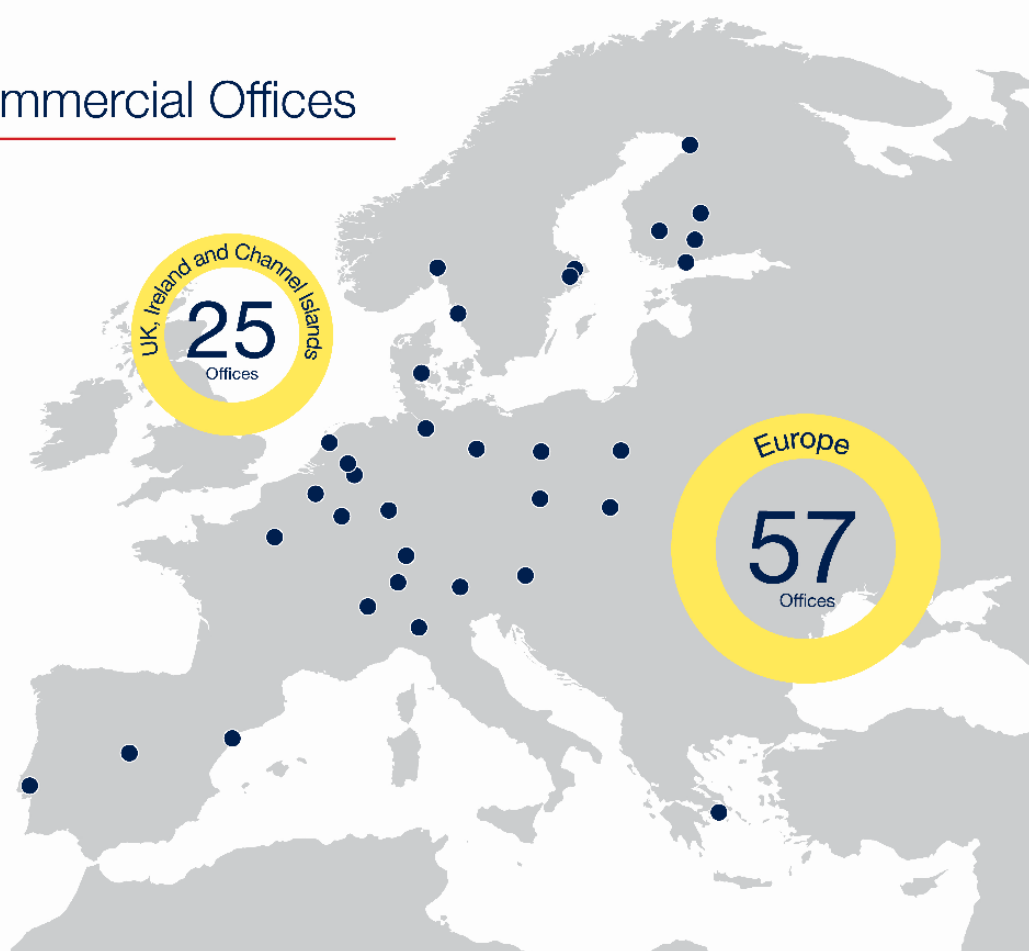 mmercial Offices
UK, Ireland and Channel Islands
25
Offices
Europe
57
Offices